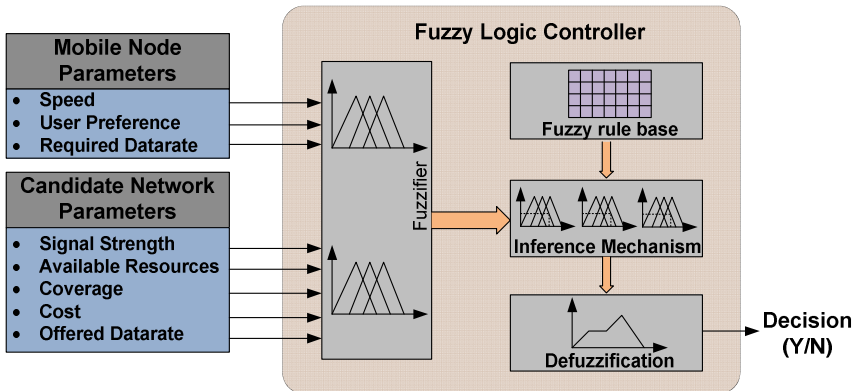 Fuzzy Logic Controller
Mobile Node
Parameters
• Speed
• User Preference
• Required Datarate
Candidate Network
Parameters
• Signal Strength
• Available Resources
• Coverage
• Cost
• Offered Datarate
Fuzzifier
Fuzzy rule base
Inference Mechanism
Defuzzification
Decision
(Y/N)